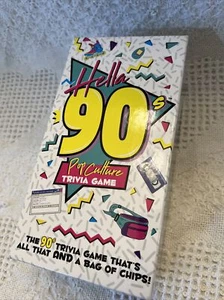 Hella
90s
Pop Culture
TRIVIA GAME
THE 90s TRIVIA GAME THAT'S
ALL THAT AND A BAG OF CHIPS!